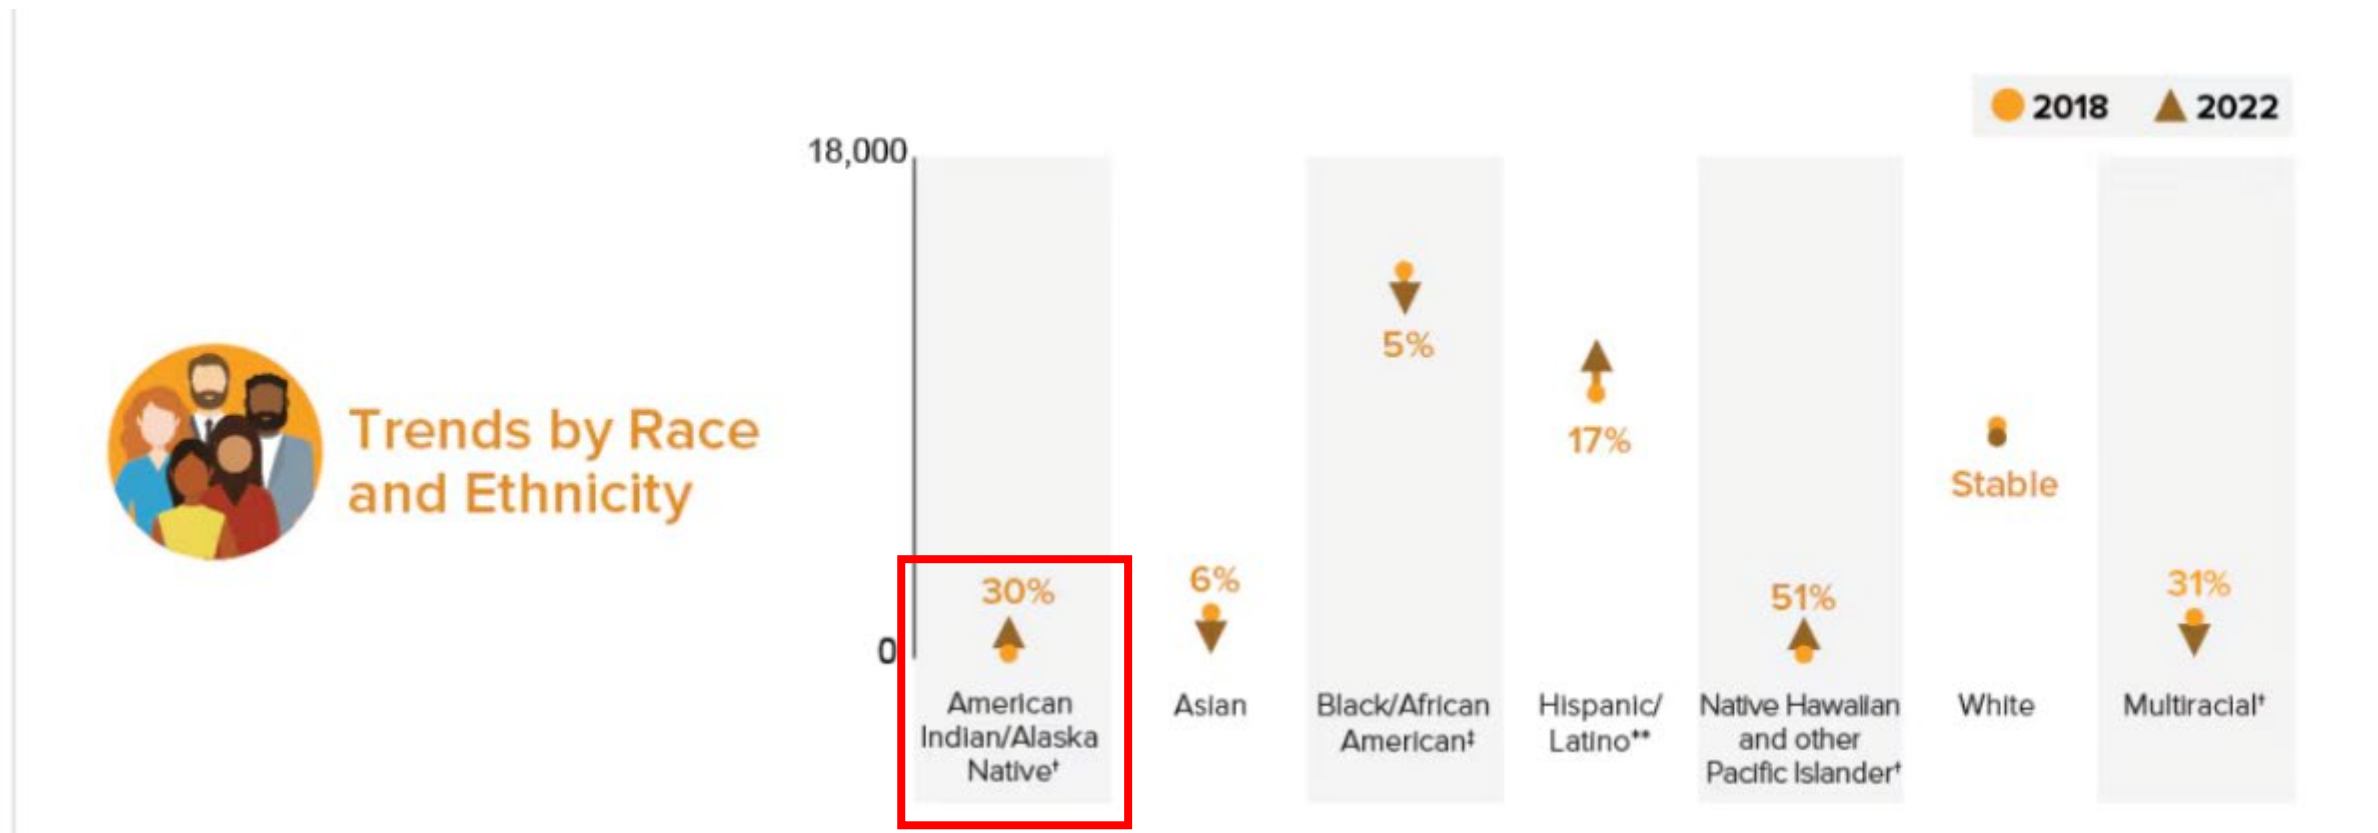 2018 2022
18,000
5%
17%
Trends by Race
and Ethnicity
Stable
30%
6%
51%
31%
0
American
Indian/Alaska
Native†
Asian
Black/African
American‡
Hispanic/
Latino**
Native Hawaiian
and other
Pacific Islander†
White
Multiracial†